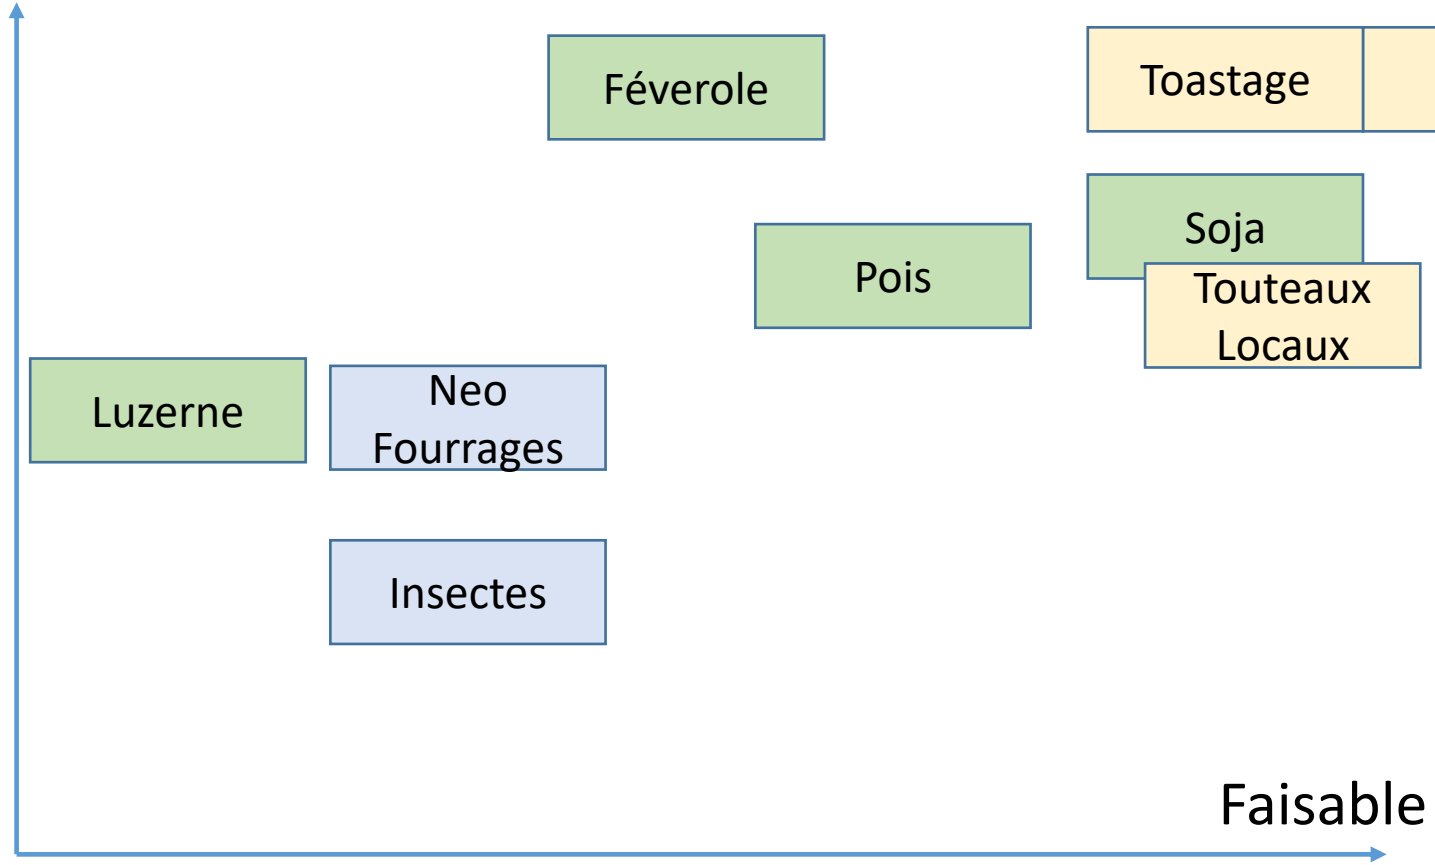 Féverole
Toastage
Soja
Pois
Touteaux
Locaux
Luzerne
Neo
Fourrages
Insectes
Faisable